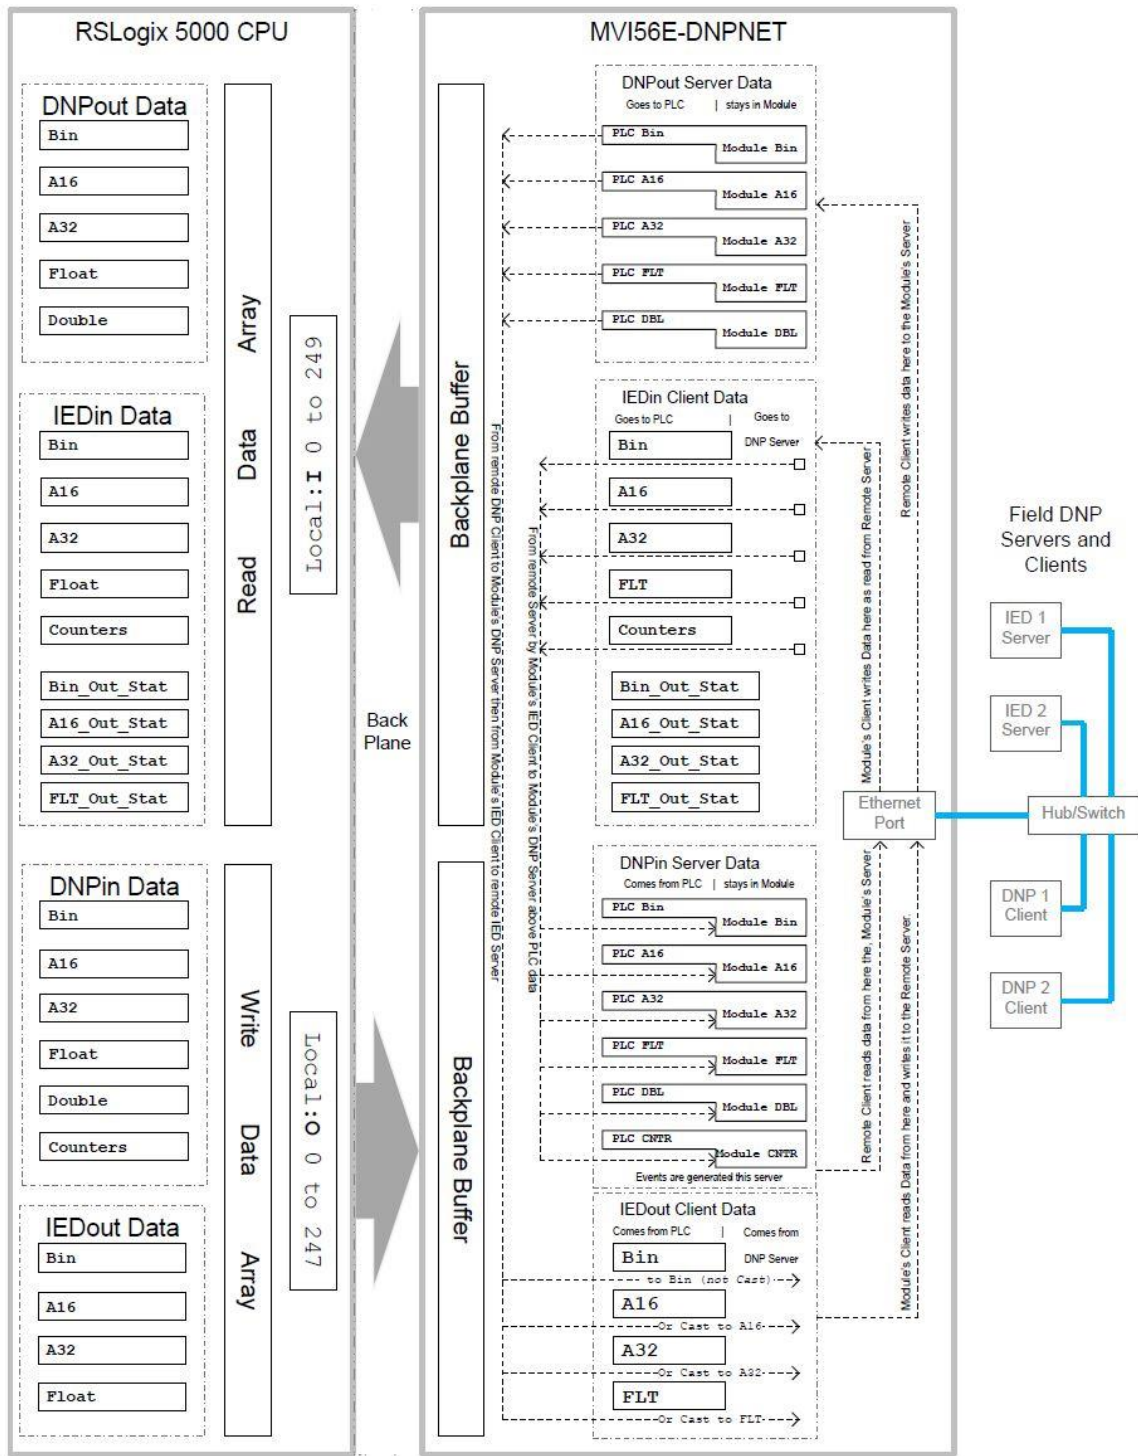 RSLogix 5000 CPU
DNPout Data
Bin
A16
A32
Float
Double
IEDin Data
Bin
A16
A32
Float
Counters
Bin_Out_Stat
A16_Out_Stat
A32_Out_Stat
FLT_Out_Stat
Read Data Array
Local:I 0 to 249
DNPin Data
Bin
A16
A32
Float
Double
Counters
IEDout Data
Bin
A16
A32
Float
Write Data Array
Local:O 0 to 247
Back
Plane
MVI56E-DNPNET
Backplane Buffer
Backplane Buffer
From remote DNP Client to Module's DNP Server then from Module's IED Client to remote IED Server
From remote Server by Module's IED Client to Module's DNP Server above PLC data
DNPout Server Data
Goes to PLC | stays in Module
PLC Bin
Module Bin
PLC A16
Module A16
PLC A32
Module A32
PLC FLT
Module FLT
PLC DBL
Module DBL
IEDin Client Data
Goes to PLC | Goes to
DNP Server
Bin
A16
A32
FLT
Counters
Bin_Out_Stat
A16_Out_Stat
A32_Out_Stat
FLT_Out_Stat
DNPin Server Data
Comes from PLC | stays in Module
PLC Bin
Module Bin
PLC A16
Module A16
PLC A32
Module A32
PLC FLT
Module FLT
PLC DBL
Module DBL
PLC CNTR
Module CNTR
Events are generated this server
IEDout Client Data
Comes from PLC | Comes from
DNP Server
Bin
to Bin (not Cast)
A16
Or Cast to A16
A32
Or Cast to A32
FLT
Or Cast to FLT
Module's Client writes Data here as read from Remote Server
Remote Client writes data here to the Module's Server
Ethernet
Port
Remote Client reads data from here the, Module's Server
Module's Client reads Data from here and writes it to the Remote Server.
Field DNP
Servers and
Clients
IED 1
Server
IED 2
Server
Hub/Switch
DNP 1
Client
DNP 2
Client